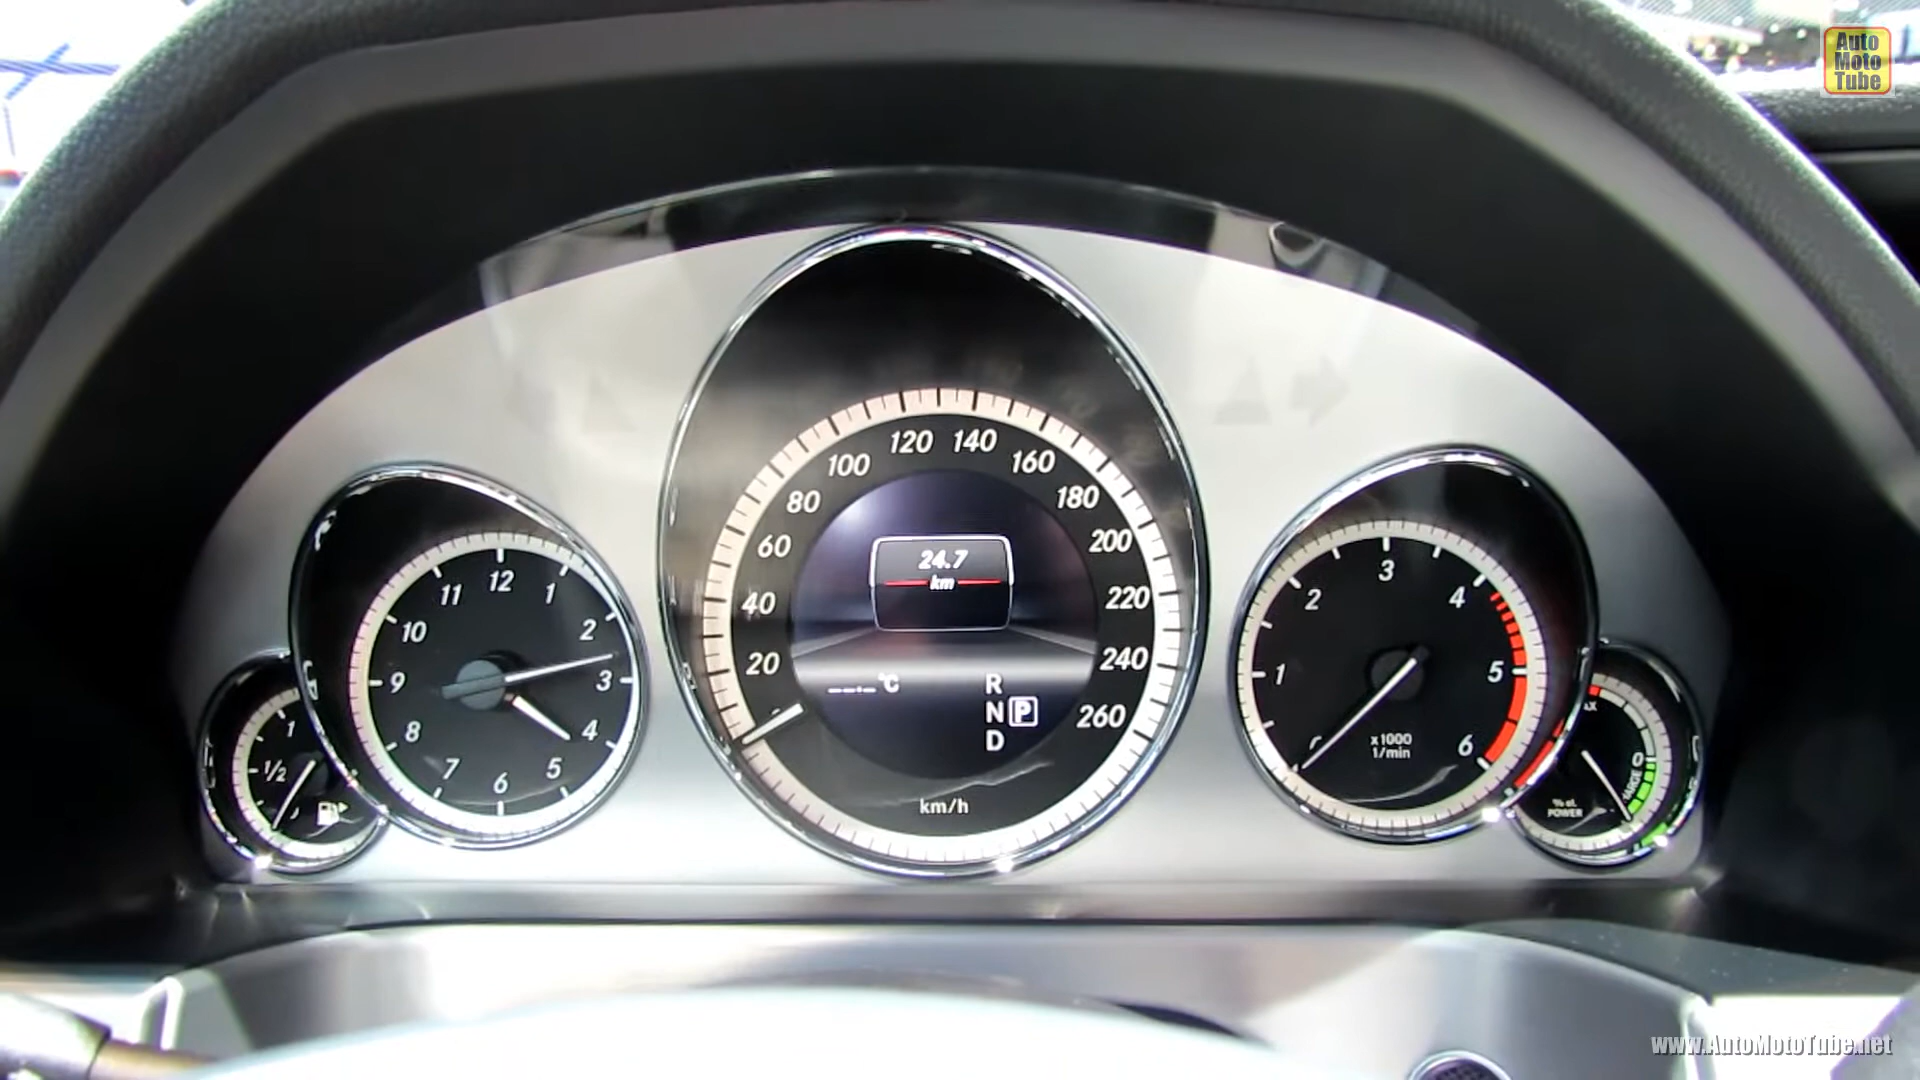 Auto
Moto
Tube
120 140
100 160
80 180
60 200
40 220
20 240
260
24.7
km
--.-°C
R
N P
D
km/h
12
11 1
10 2
9 3
8 4
7 5
6
1
1/2
3
2 4
1 5
6
x1000
1/min
% of.
POWER
www.AutoMotoTube.net